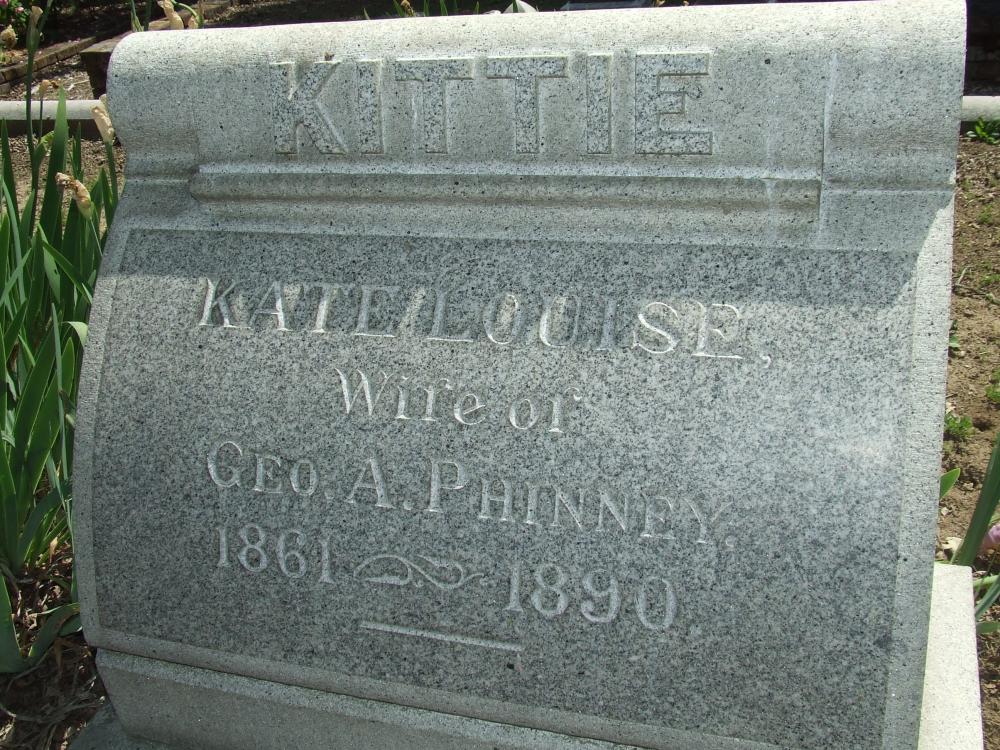 KITTIE
KATE LOUISE,
Wife of
GEO. A. PHINNEY.
1861 1890.